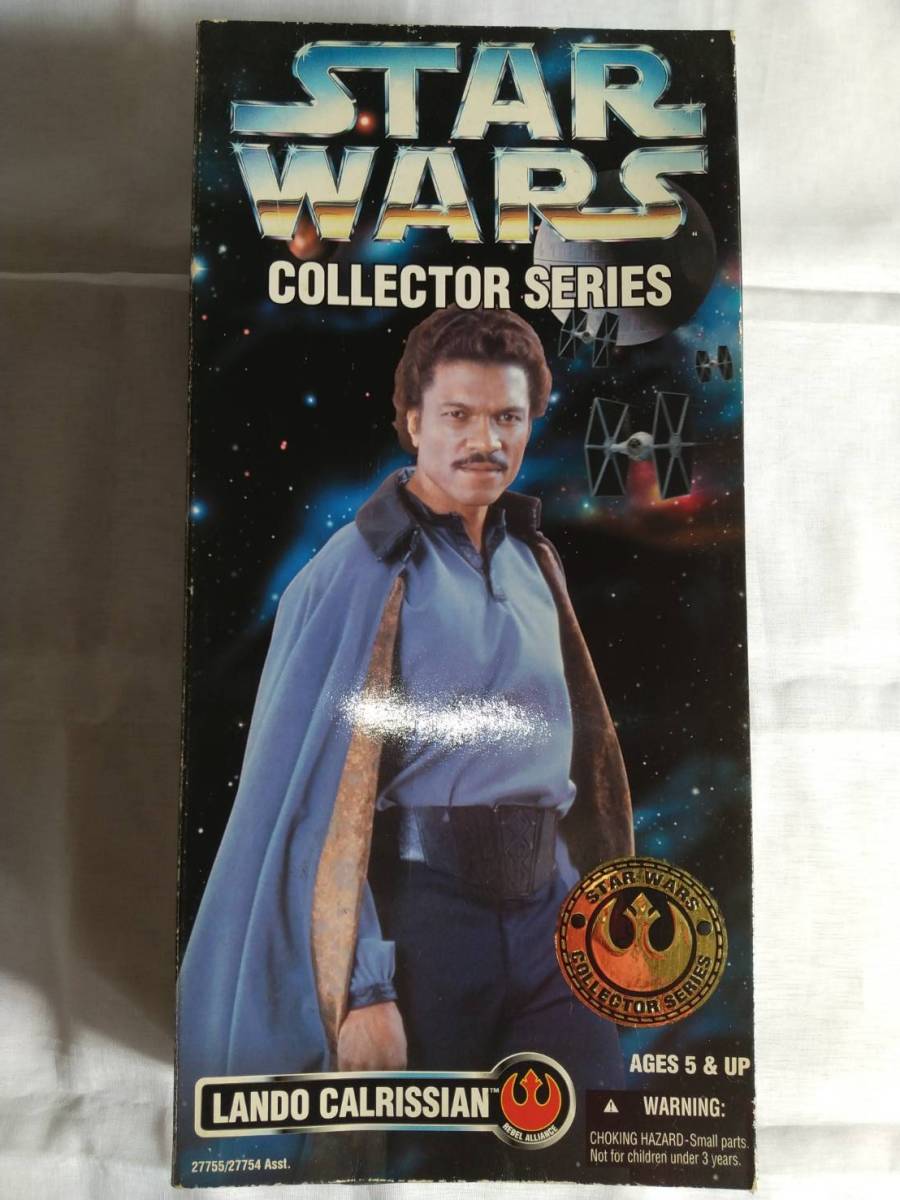 STAR
WARS
COLLECTOR SERIES
STAR WARS
COLLECTOR SERIES
AGES 5 & UP
LANDO CALRISSIAN™
REBEL ALLIANCE
WARNING:
CHOKING HAZARD-Small parts.
Not for children under 3 years.
27755/27754 Asst.